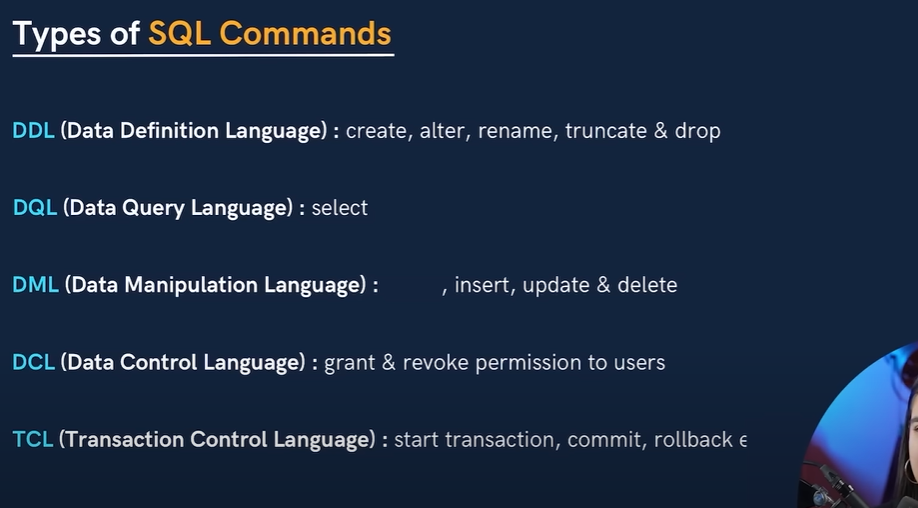 Types of SQL Commands
DDL (Data Definition Language) : create, alter, rename, truncate & drop
DQL (Data Query Language) : select
DML (Data Manipulation Language) : , insert, update & delete
DCL (Data Control Language) : grant & revoke permission to users
TCL (Transaction Control Language) : start transaction, commit, rollback